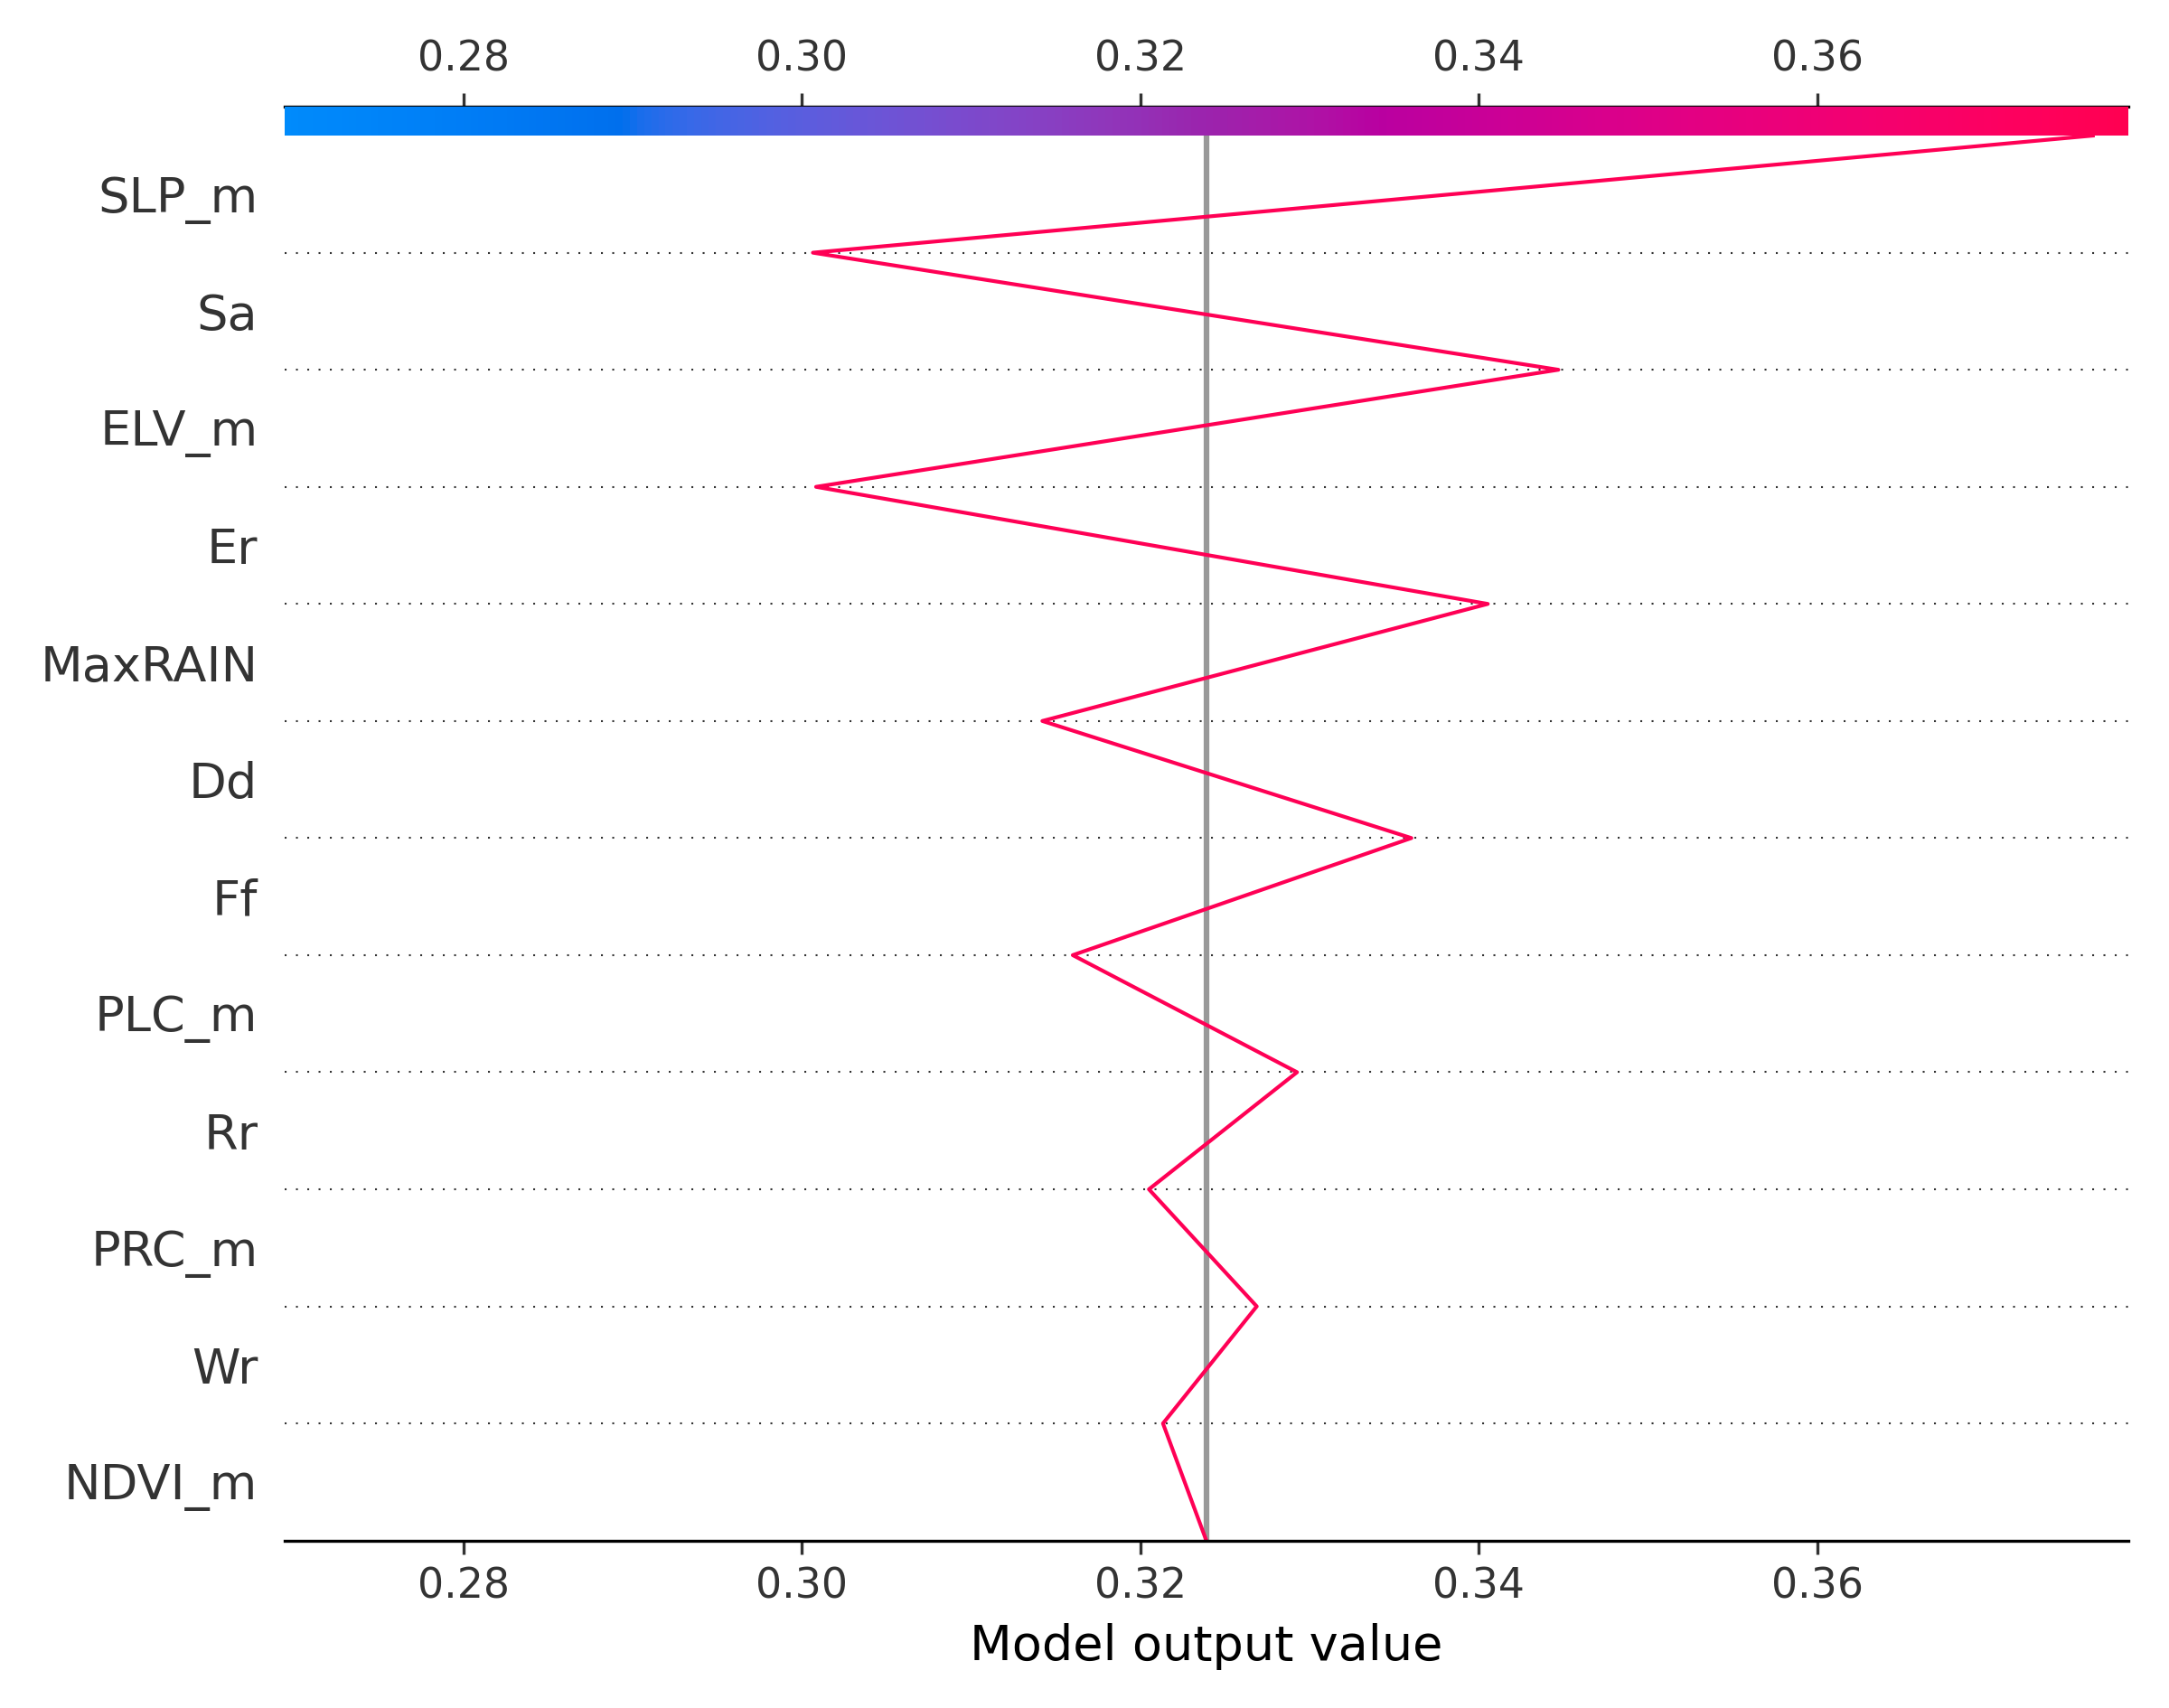 0.28 0.30 0.32 0.34 0.36
SLP_m
Sa
ELV_m
Er
MaxRAIN
Dd
Ff
PLC_m
Rr
PRC_m
Wr
NDVI_m
0.28 0.30 0.32 0.34 0.36
Model output value